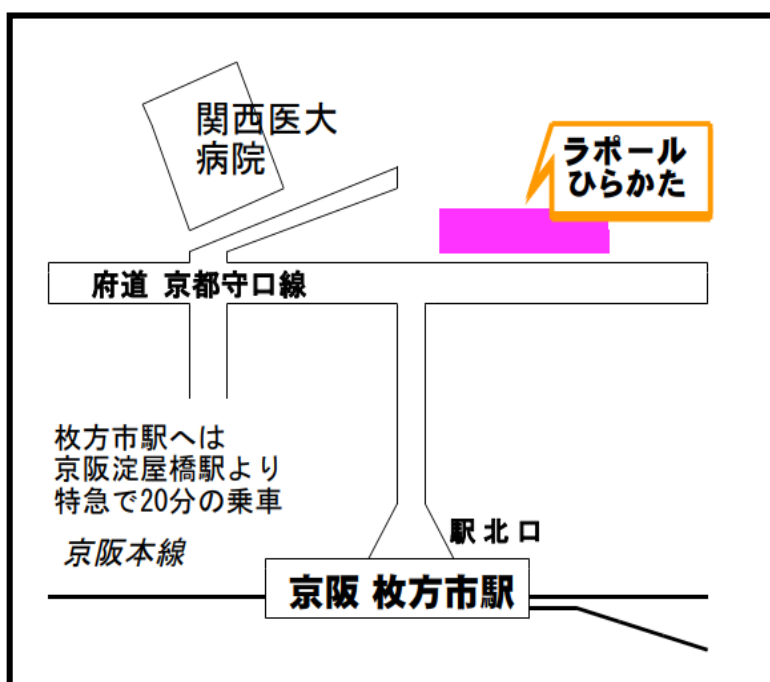 関西医大
病院
ラポール
ひらかた
府道 京都守口線
枚方市駅へは
京阪淀屋橋駅より
特急で20分の乗車
駅北口
京阪本線
京阪 枚方市駅